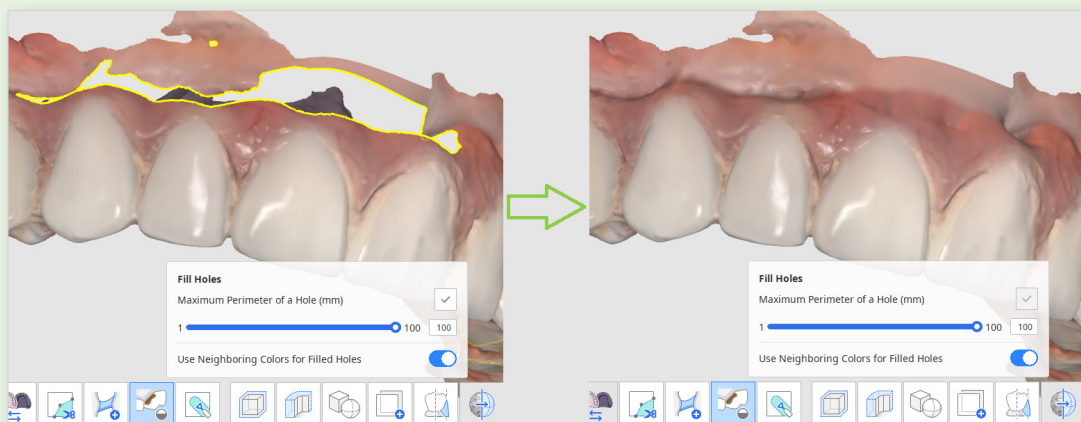 Fill Holes
Maximum Perimeter of a Hole (mm)
1 100 100
Use Neighboring Colors for Filled Holes
Fill Holes
Maximum Perimeter of a Hole (mm)
1 100 100
Use Neighboring Colors for Filled Holes